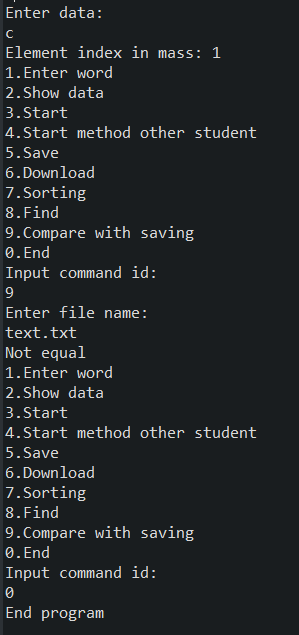 Enter data:
c
Element index in mass: 1
1.Enter word
2.Show data
3.Start
4.Start method other student
5.Save
6.Download
7.Sorting
8.Find
9.Compare with saving
0.End
Input command id:
9
Enter file name:
text.txt
Not equal
1.Enter word
2.Show data
3.Start
4.Start method other student
5.Save
6.Download
7.Sorting
8.Find
9.Compare with saving
0.End
Input command id:
0
End program